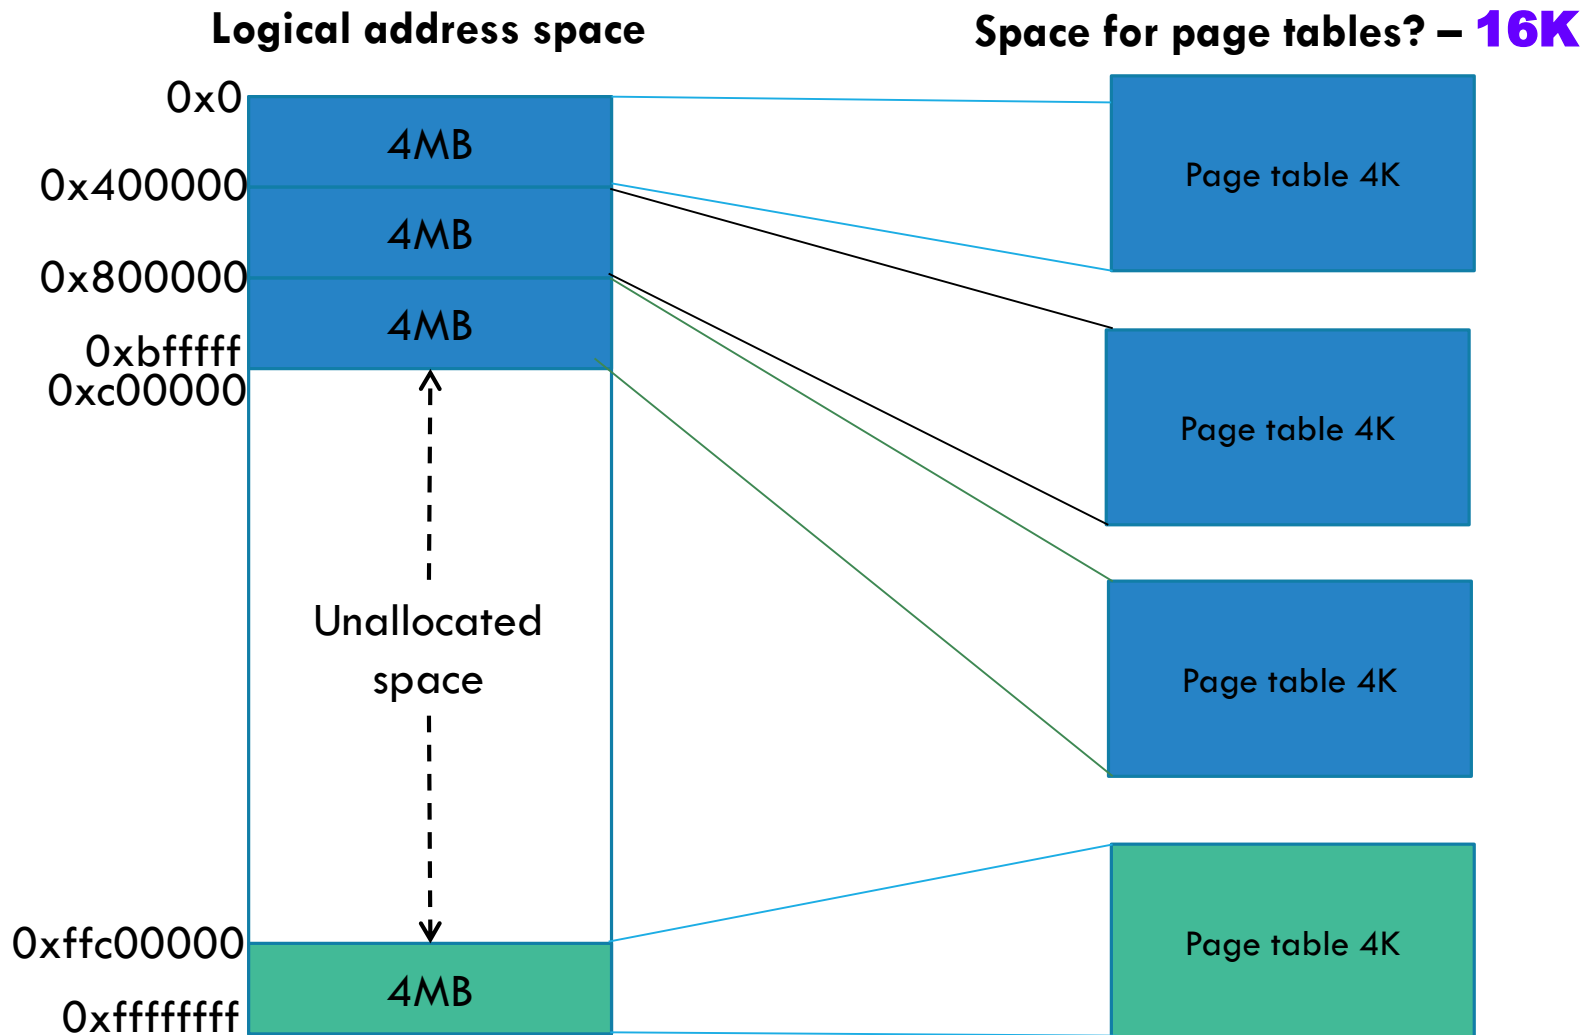 Logical address space
Space for page tables? – 16K
0x0
4MB
Page table 4K
0x400000
4MB
0x800000
4MB
0xbfffff
0xc00000
Page table 4K
Unallocated
space
Page table 4K
0xffc00000
Page table 4K
4MB
0xffffffff